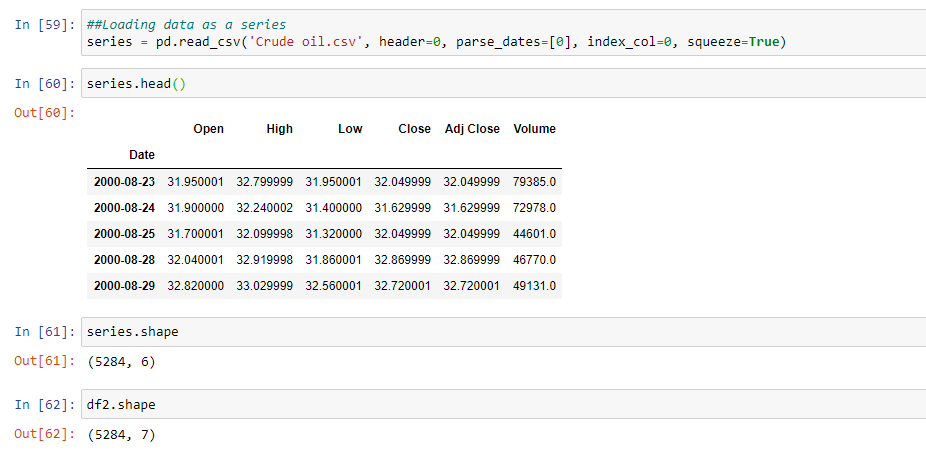 In [59]: ##Loading data as a series
series = pd.read_csv('Crude oil.csv', header=0, parse_dates=[0], index_col=0, squeeze=True)
In [60]: series.head()
Out[60]:
Open High Low Close Adj Close Volume
Date
2000-08-23 31.950001 32.799999 31.950001 32.049999 32.049999 79385.0
2000-08-24 31.900000 32.240002 31.400000 31.629999 31.629999 72978.0
2000-08-25 31.700001 32.099998 31.320000 32.049999 32.049999 44601.0
2000-08-28 32.040001 32.919998 31.860001 32.869999 32.869999 46770.0
2000-08-29 32.820000 33.029999 32.560001 32.720001 32.720001 49131.0
In [61]: series.shape
Out[61]: (5284, 6)
In [62]: df2.shape
Out[62]: (5284, 7)